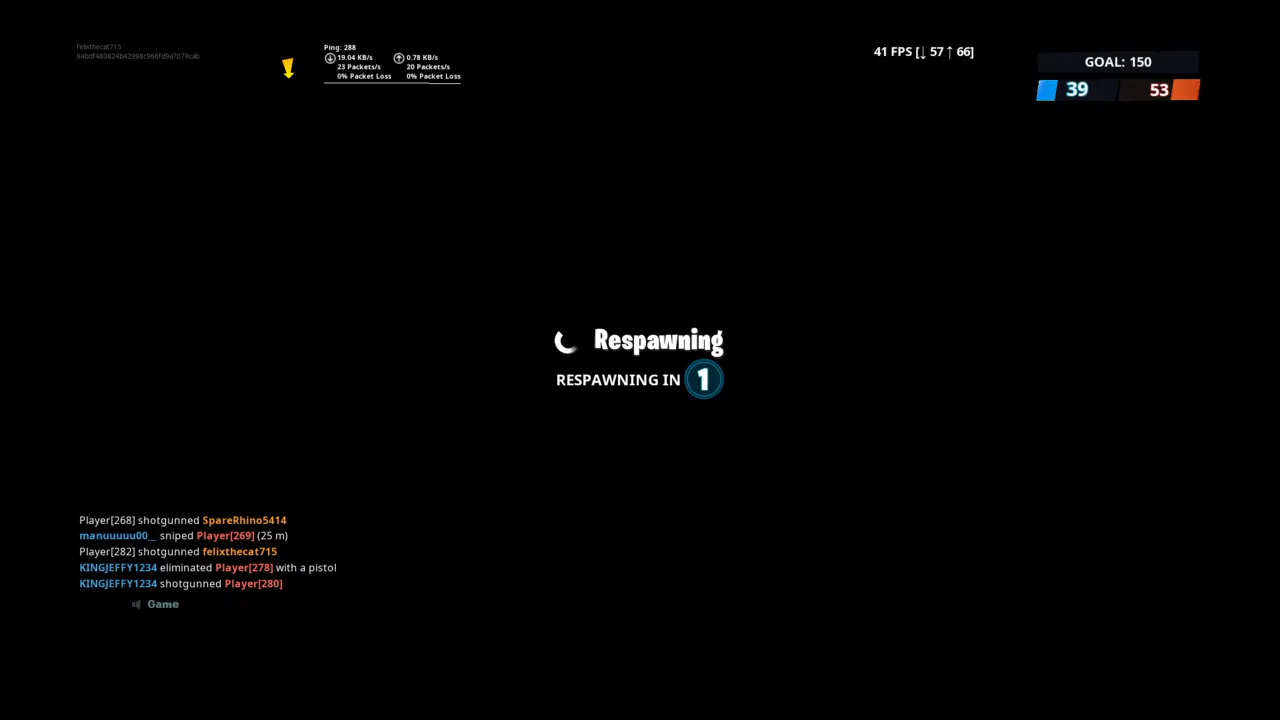 felixthecat715
Ping: 288
19.04 KB/s 0.78 KB/s
23 Packets/s 20 Packets/s
0% Packet Loss 0% Packet Loss
41 FPS [↓ 57 ↑ 66]
GOAL: 150
39 53
Respawning
RESPAWNING IN 1
Player[268] shotgunned SpareRhino5414
manuuuuu00__ sniped Player[269] (25 m)
Player[282] shotgunned felixthecat715
KINGJEFFY1234 eliminated Player[278] with a pistol
KINGJEFFY1234 shotgunned Player[280]
Game